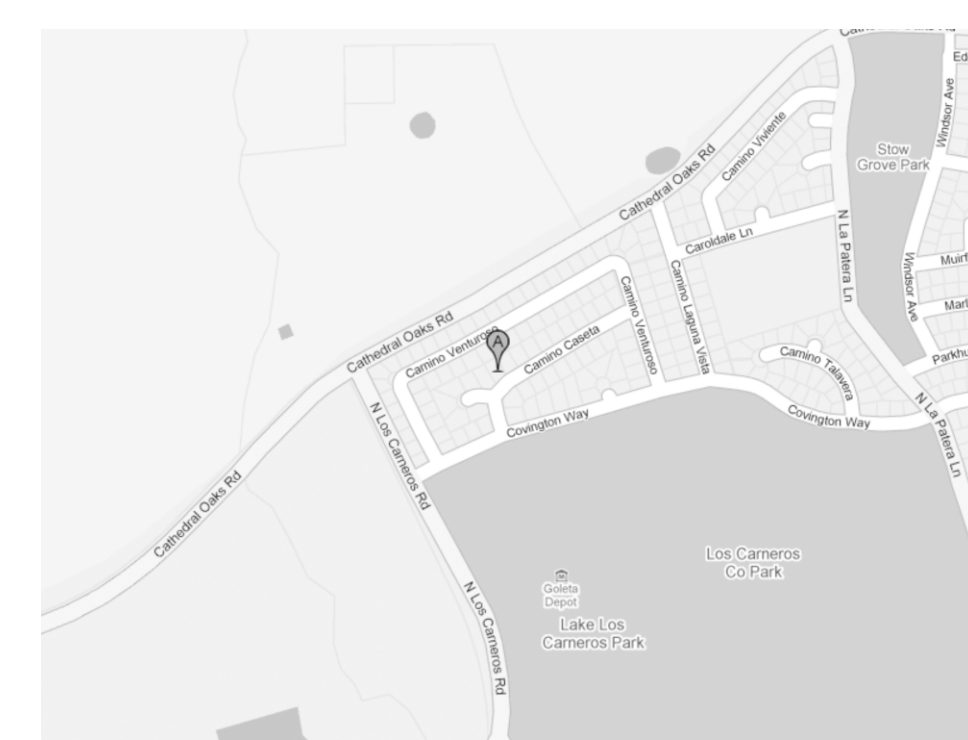 Cathedral Oaks Rd
Windsor Ave
Stow
Grove Park
Camino Viviente
Cathedral Oaks Rd
Caroldale Ln
N La Patera Ln
Windsor Ave
Camino Laguna Vista
Camino Venturoso
Cathedral Oaks Rd
Camino Venturoso
A
Camino Caseta
Camino Talavera
N La Patera Ln
Covington Way
Covington Way
N Los Carneros Rd
Cathedral Oaks Rd
Los Carneros
Co Park
Goleta
Depot
Lake Los
Carneros Park
N Los Carneros Rd